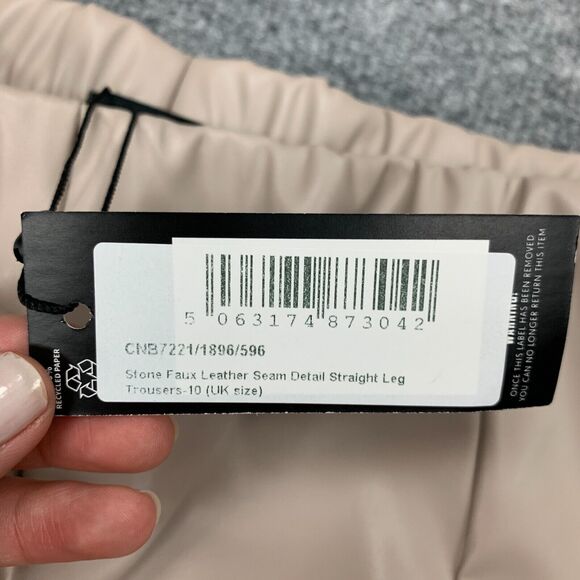 5 063174 873042
CNB7221/1896/596
Stone Faux Leather Seam Detail Straight Leg
Trousers-10 (UK size)
WARNING!
ONCE THIS LABEL HAS BEEN REMOVED
YOU CAN NO LONGER RETURN THIS ITEM
RECYCLED PAPER